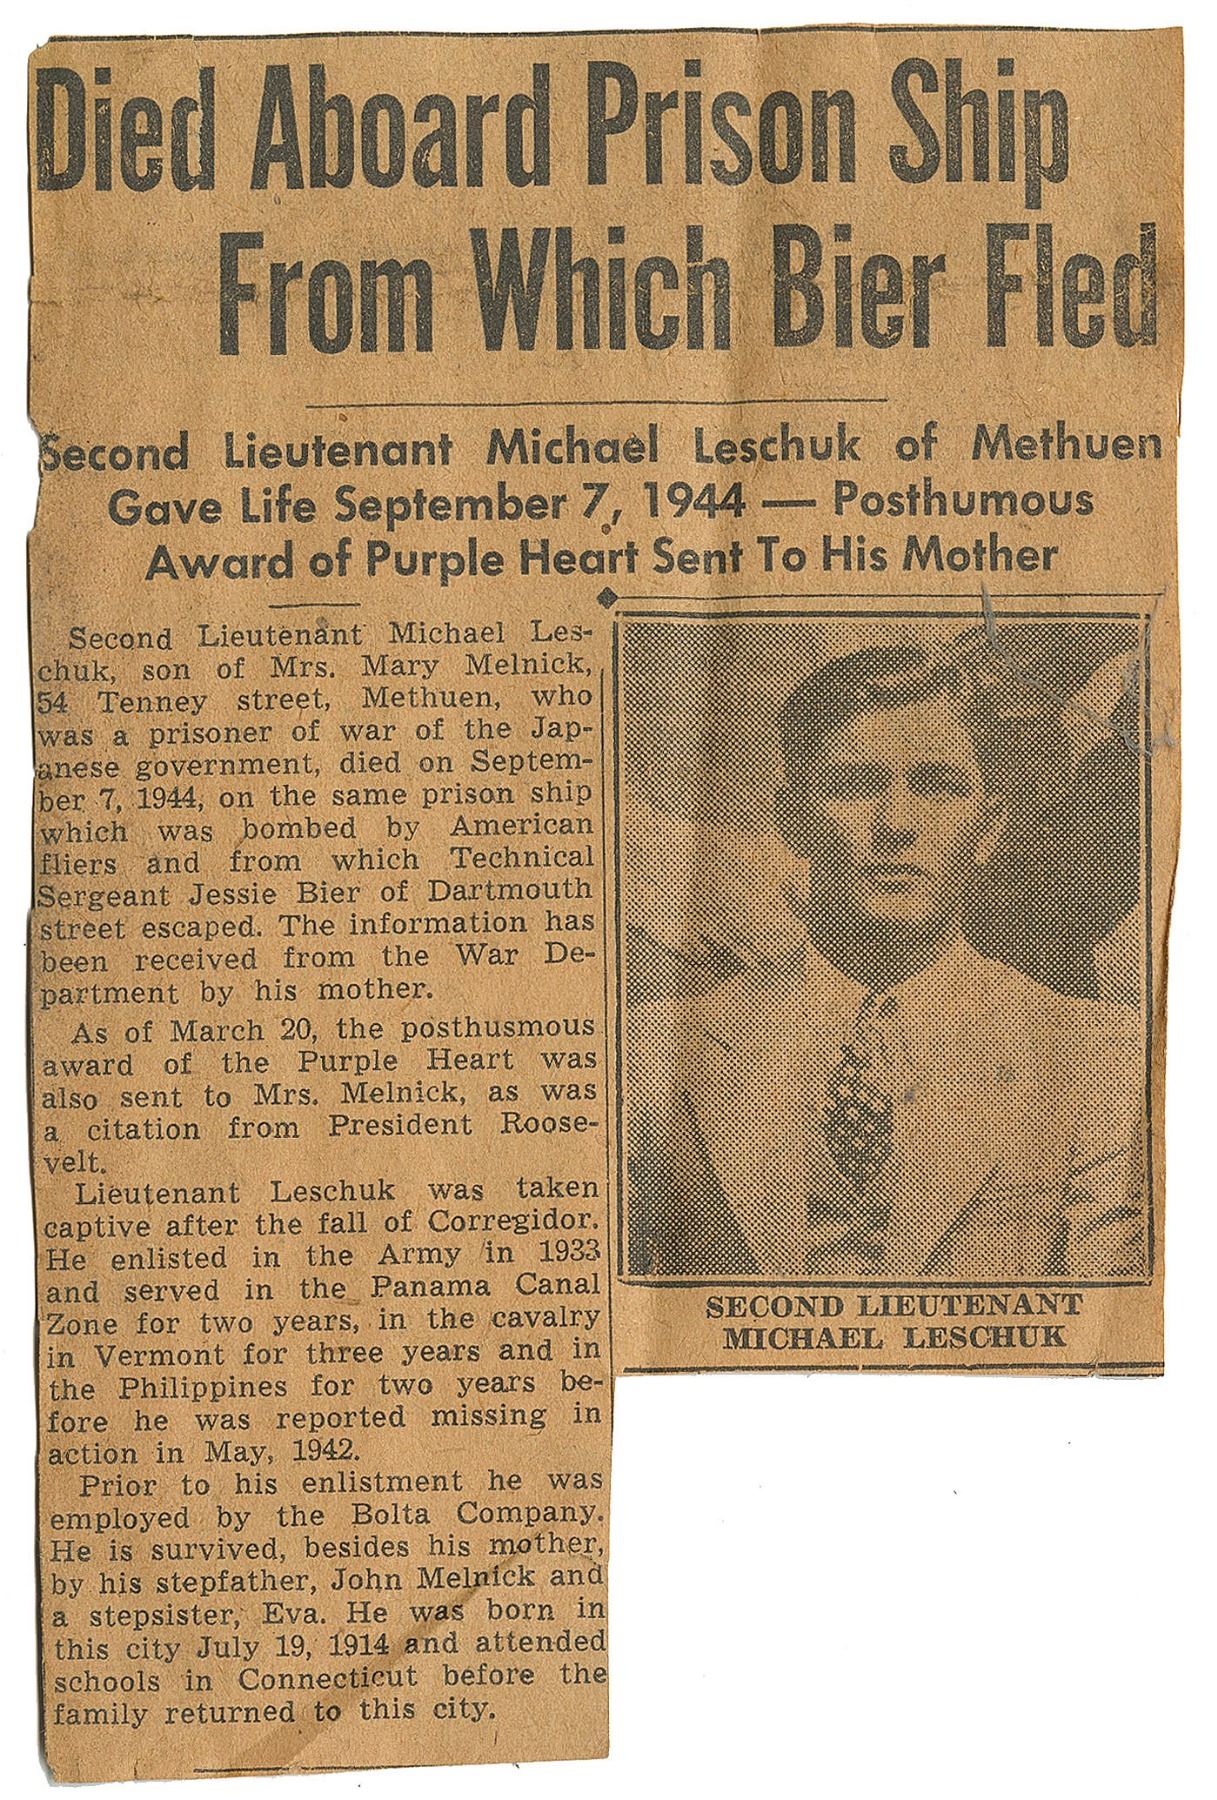 Died Aboard Prison Ship
From Which Bier Fled
Second Lieutenant Michael Leschuk of Methuen
Gave Life September 7, 1944 — Posthumous
Award of Purple Heart Sent To His Mother
Second Lieutenant Michael Les-
chuk, son of Mrs. Mary Melnick,
54 Tenney street, Methuen, who
was a prisoner of war of the Jap-
anese government, died on Septem-
ber 7, 1944, on the same prison ship
which was bombed by American
fliers and from which Technical
Sergeant Jessie Bier of Dartmouth
street escaped. The information has
been received from the War De-
partment by his mother.
As of March 20, the posthusmous
award of the Purple Heart was
also sent to Mrs. Melnick, as was
a citation from President Roose-
velt.
Lieutenant Leschuk was taken
captive after the fall of Corregidor.
He enlisted in the Army in 1933
and served in the Panama Canal
Zone for two years, in the cavalry
in Vermont for three years and in
the Philippines for two years be-
fore he was reported missing in
action in May, 1942.
Prior to his enlistment he was
employed by the Bolta Company.
He is survived, besides his mother,
by his stepfather, John Melnick and
a stepsister, Eva. He was born in
this city July 19, 1914 and attended
schools in Connecticut before the
family returned to this city.
SECOND LIEUTENANT
MICHAEL LESCHUK